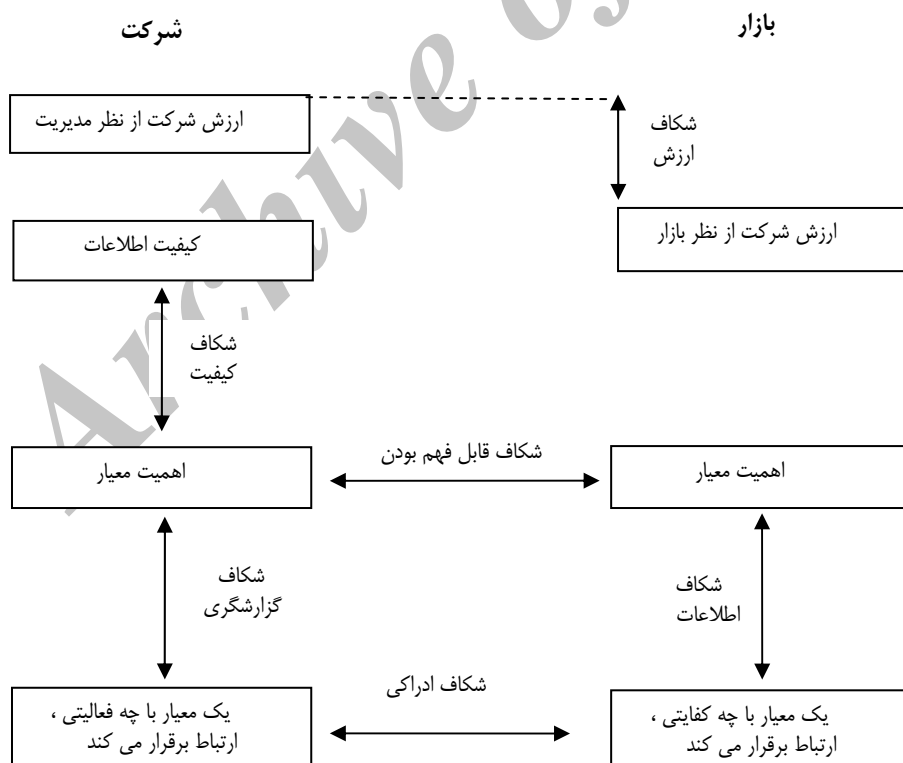 شرکت
بازار
ارزش شرکت از نظر مدیریت
شکاف
ارزش
کیفیت اطلاعات
ارزش شرکت از نظر بازار
شکاف
کیفیت
شکاف قابل فهم بودن
اهمیت معیار
اهمیت معیار
شکاف
گزارشگری
شکاف
اطلاعات
شکاف ادراکی
یک معیار با چه فعالیتی ،
ارتباط برقرار می کند
یک معیار با چه کفایتی ،
ارتباط برقرار می کند
Archive of